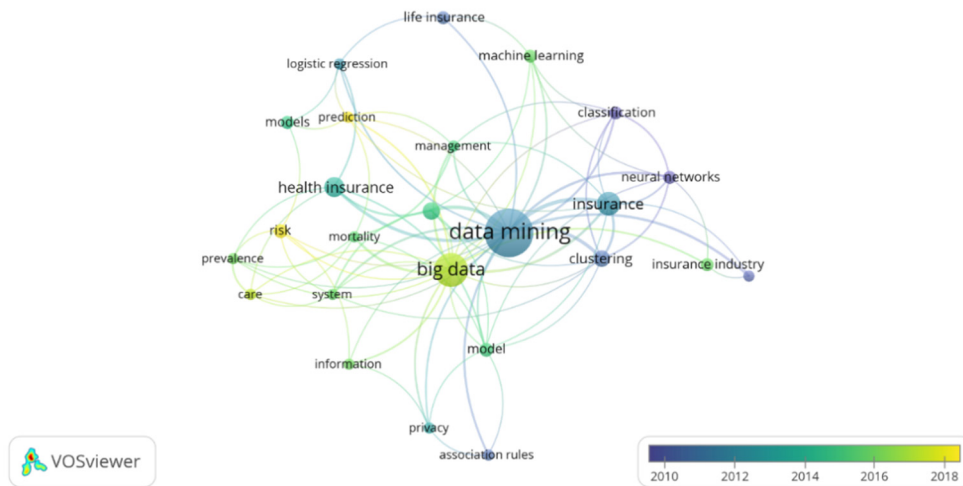 life insurance
machine learning
logistic regression
classification
models
prediction
management
neural networks
health insurance
insurance
data mining
risk
mortality
prevalence
clustering
insurance industry
big data
care
system
model
information
privacy
association rules
VOSviewer
2010 2012 2014 2016 2018